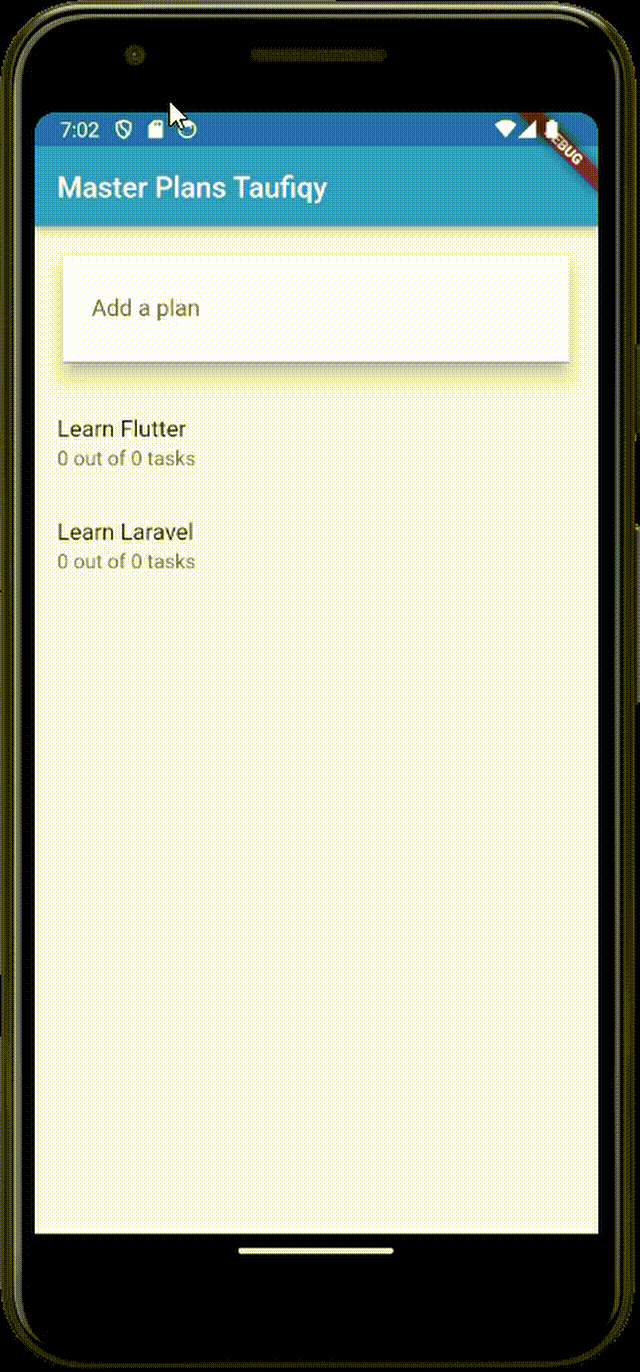 7:02
DEBUG
Master Plans Taufiqy
Add a plan
Learn Flutter
0 out of 0 tasks
Learn Laravel
0 out of 0 tasks